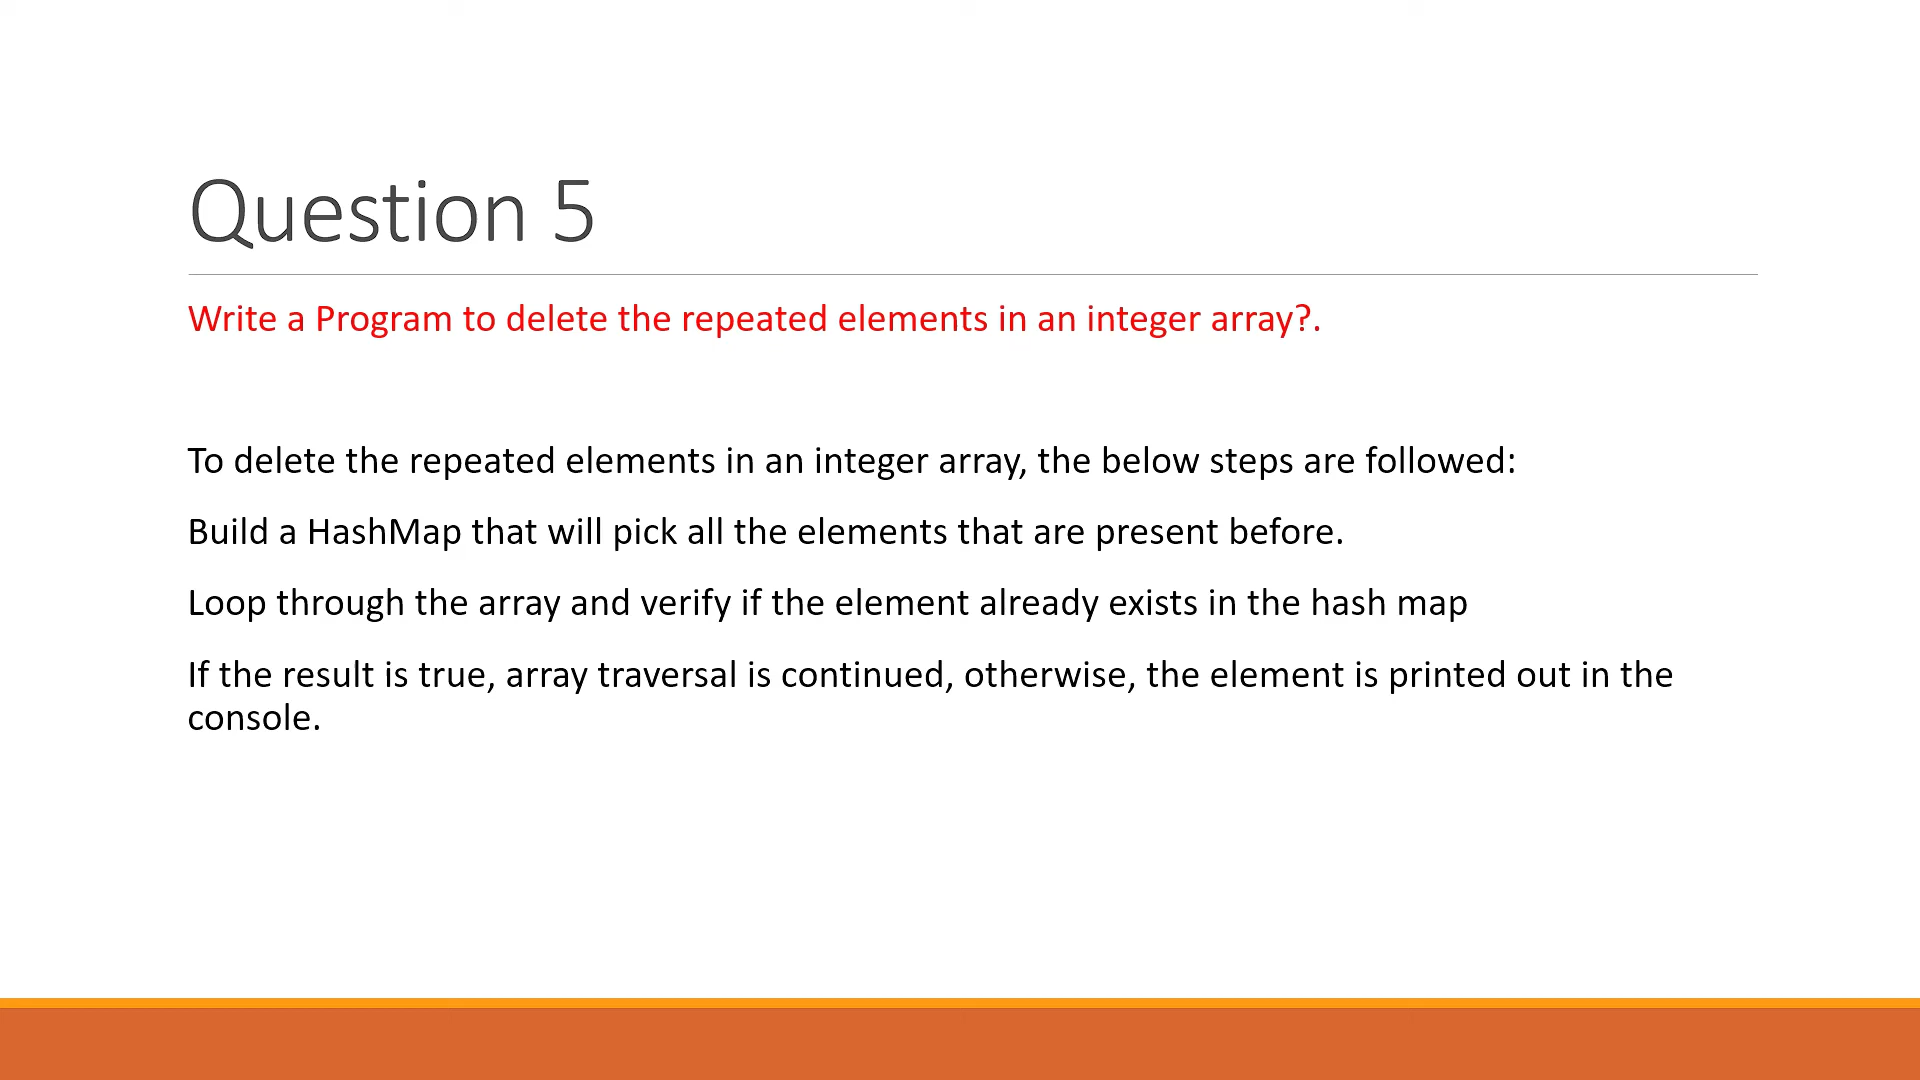 Question 5
Write a Program to delete the repeated elements in an integer array?.
To delete the repeated elements in an integer array, the below steps are followed:
Build a HashMap that will pick all the elements that are present before.
Loop through the array and verify if the element already exists in the hash map
If the result is true, array traversal is continued, otherwise, the element is printed out in the
console.